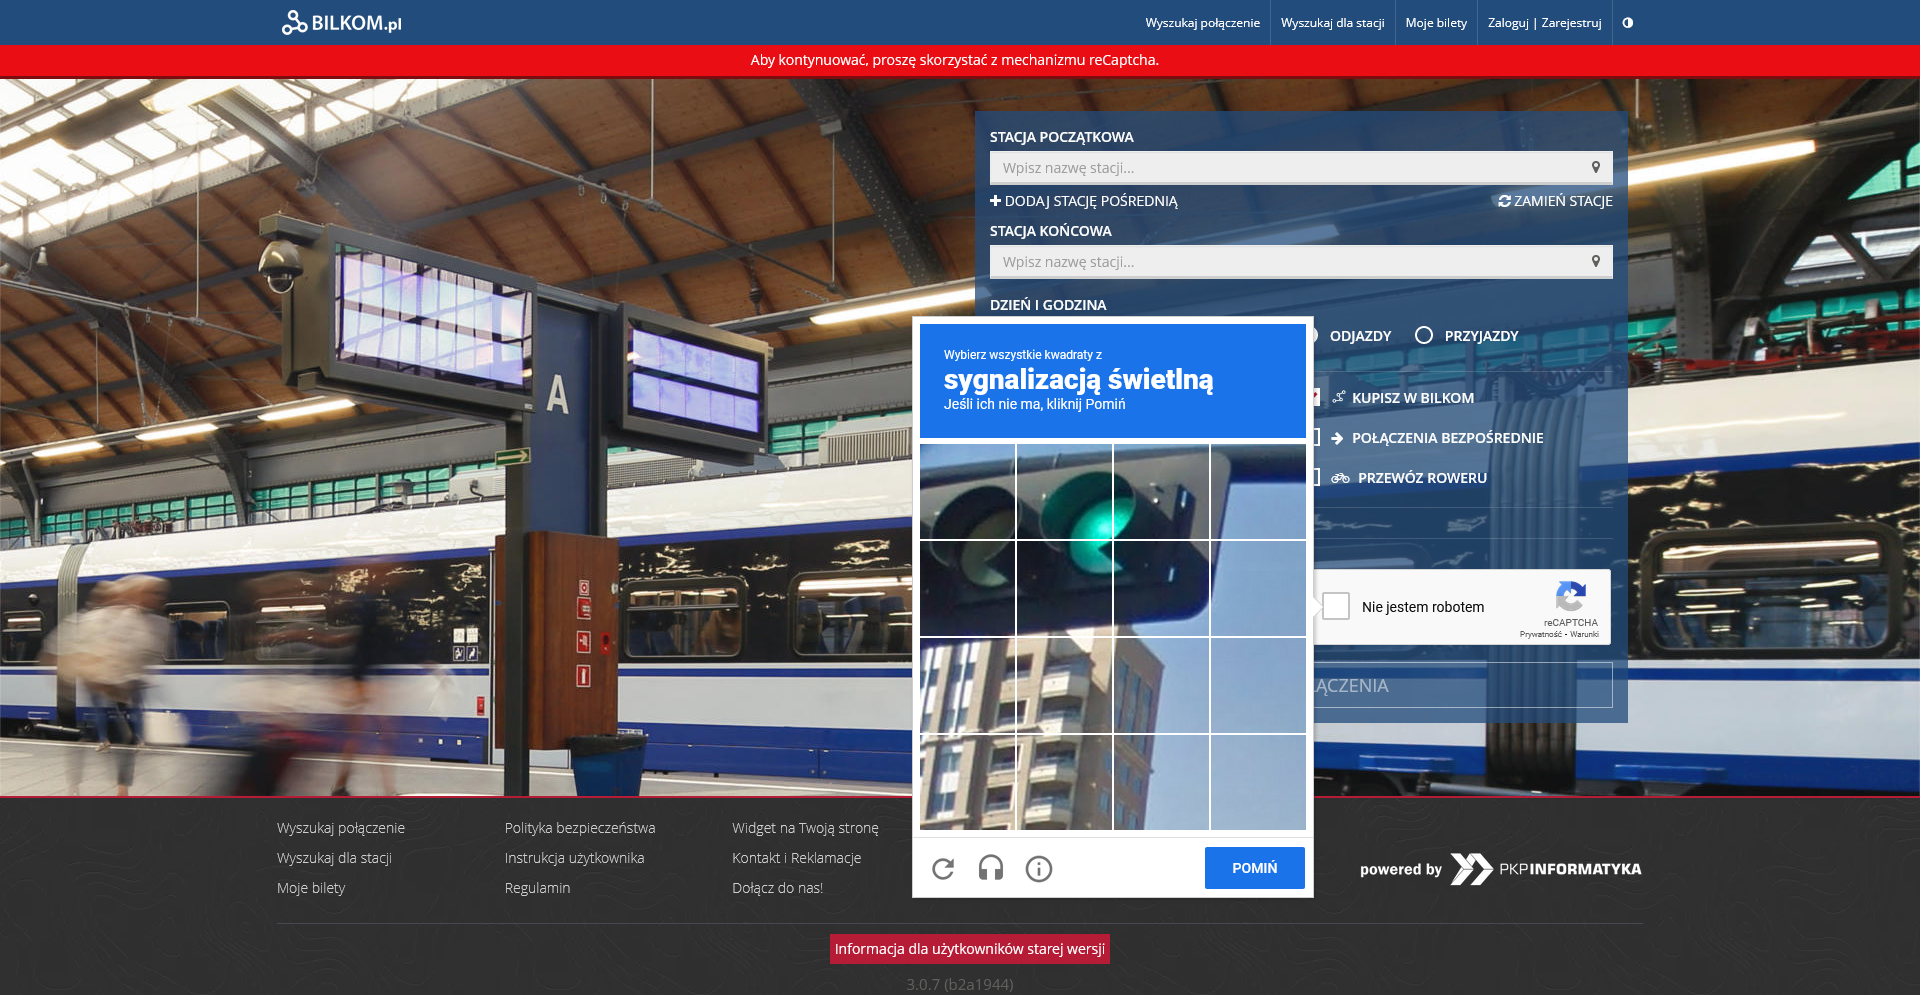 BILKOM.pl
Wyszukaj połączenie
Wyszukaj dla stacji
Moje bilety
Zaloguj | Zarejestruj
Aby kontynuować, proszę skorzystać z mechanizmu reCaptcha.
STACJA POCZĄTKOWA
Wpisz nazwę stacji...
DODAJ STACJĘ POŚREDNIĄ
ZAMIEŃ STACJE
STACJA KOŃCOWA
Wpisz nazwę stacji...
DZIEŃ I GODZINA
ODJAZDY
PRZYJAZDY
KUPISZ W BILKOM
POŁĄCZENIA BEZPOŚREDNIE
PRZEWÓZ ROWERU
A
Wybierz wszystkie kwadraty z
sygnalizacją świetlną
Jeśli ich nie ma, kliknij Pomiń
Nie jestem robotem
reCAPTCHA
Prywatność - Warunki
ĄCZENIA
POMIŃ
Wyszukaj połączenie
Wyszukaj dla stacji
Moje bilety
Polityka bezpieczeństwa
Instrukcja użytkownika
Regulamin
Widget na Twoją stronę
Kontakt i Reklamacje
Dołącz do nas!
powered by PKPINFORMATYKA
Informacja dla użytkowników starej wersji
3.0.7 (b2a1944)